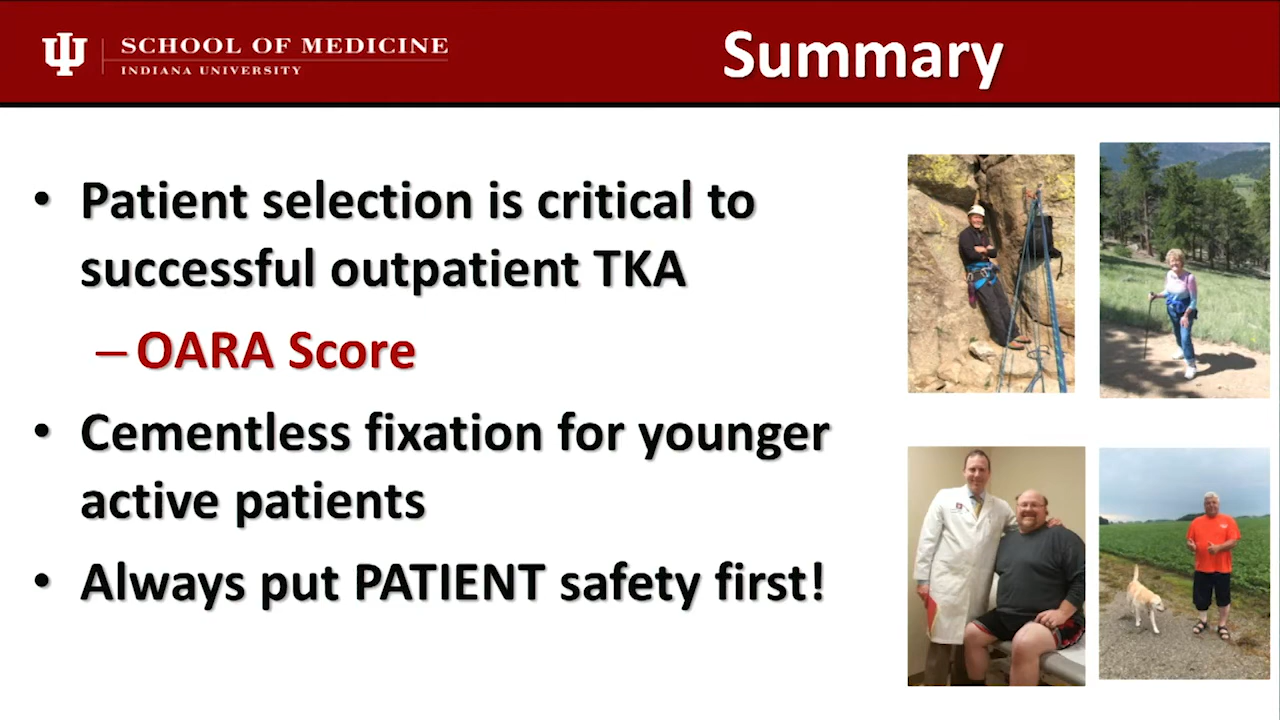 SCHOOL OF MEDICINE
INDIANA UNIVERSITY
Summary
• Patient selection is critical to
successful outpatient TKA
– OARA Score
• Cementless fixation for younger
active patients
• Always put PATIENT safety first!